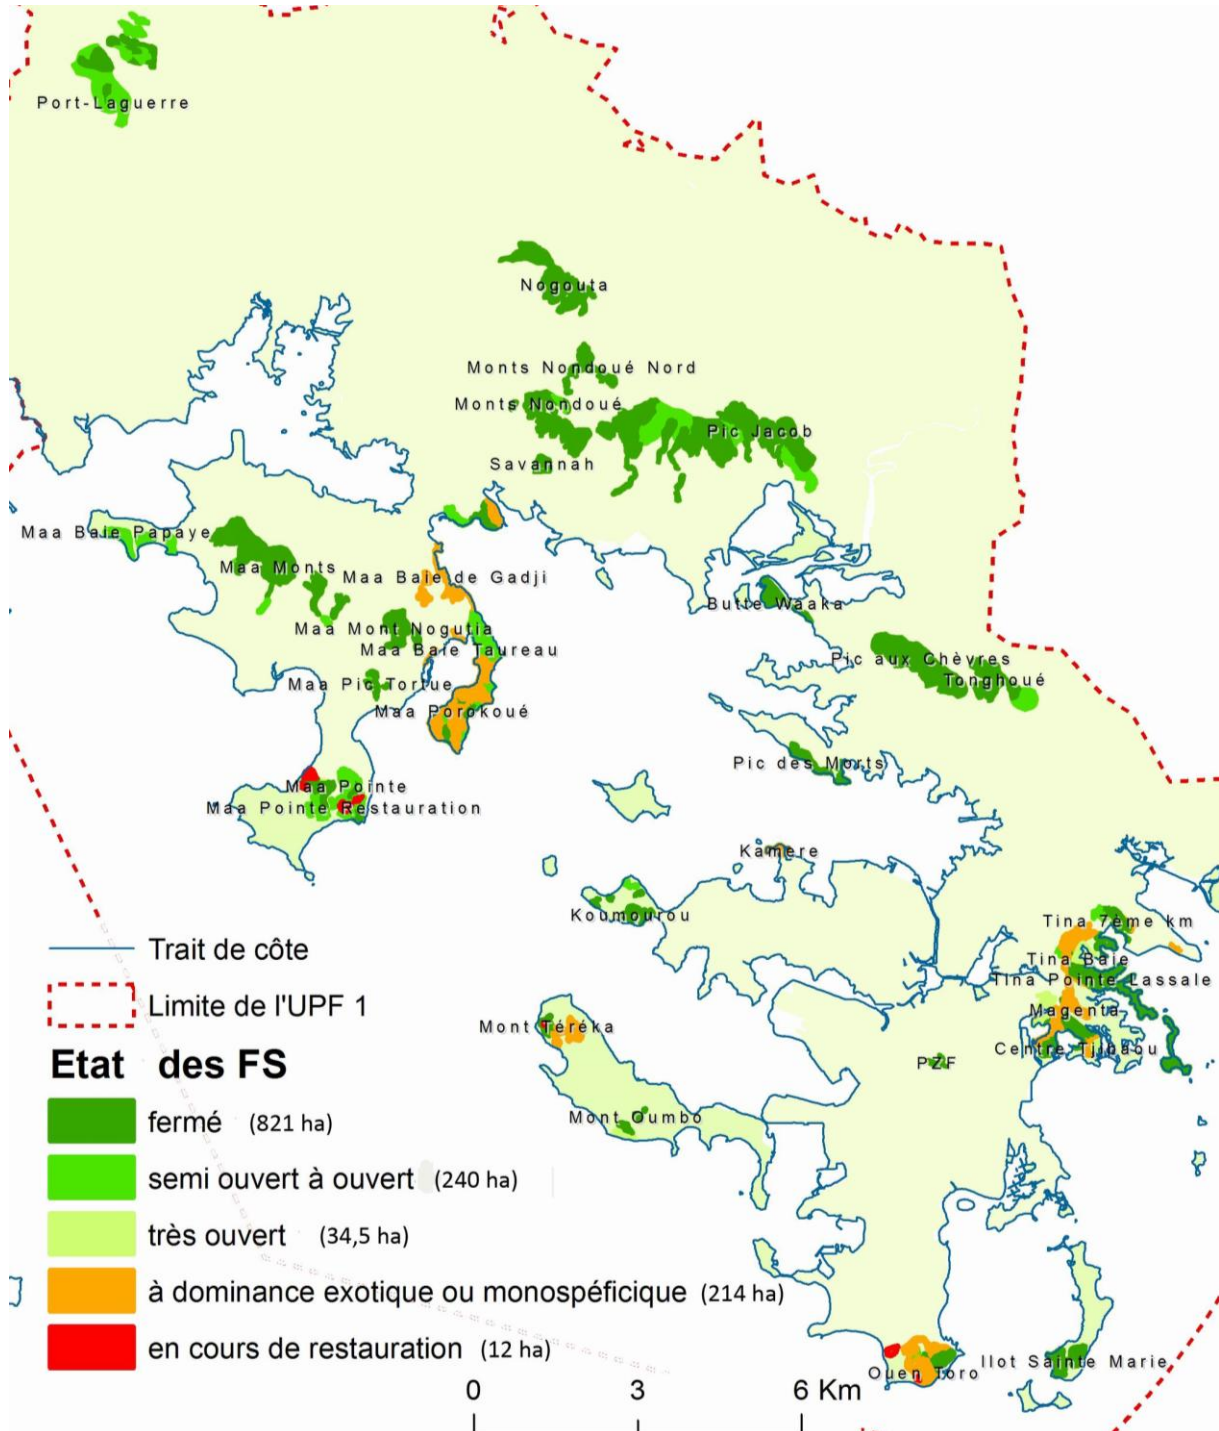 Port-Laguerre
Nogouta
Monts Nondoué Nord
Monts Nondoué
Pic Jacob
Savannah
Maa Baie Papaye
Maa Monts
Maa Baie de Gadji
Butte Waaka
Maa Mont Nogutia
Maa Baie Taureau
Pic aux Chèvres
Tonghoué
Maa Pic Tortue
Maa Porokoué
Pic des Morts
Maa Pointe
Maa Pointe Restauration
Kamere
Koumourou
Tina 7ème km
Tina Baie
Tina Pointe Lassale
Magenta
Centre Tjibaou
Mont Téréka
PZF
Mont Oumbo
Ouen Toro
Ilot Sainte Marie
Trait de côte
Limite de l'UPF 1
Etat des FS
fermé (821 ha)
semi ouvert à ouvert (240 ha)
très ouvert (34,5 ha)
à dominance exotique ou monospéficique (214 ha)
en cours de restauration (12 ha)
0 3 6 Km